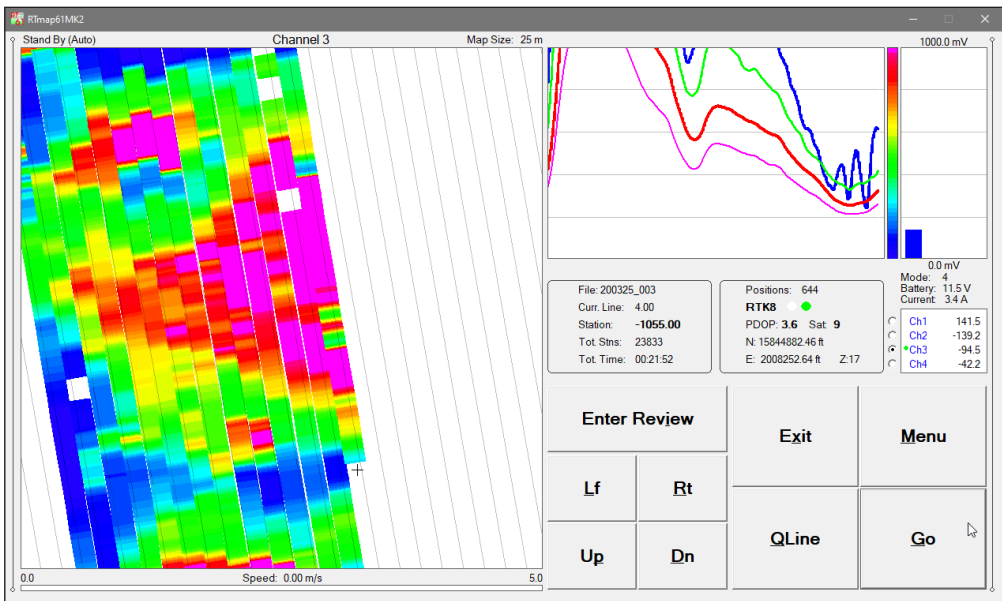 RTmap61MK2
Stand By (Auto) Channel 3 Map Size: 25 m
1000.0 mV
0.0 mV
Mode: 4
Battery: 11.5 V
Current: 3.4 A
File: 200325_003
Curr. Line: 4.00
Station: -1055.00
Tot. Stns: 23833
Tot. Time: 00:21:52
Positions: 644
RTK8
PDOP: 3.6 Sat: 9
N: 15844882.46 ft
E: 2008252.64 ft Z:17
Ch1 141.5
Ch2 -139.2
Ch3 -94.5
Ch4 -42.2
Enter Review
Exit
Menu
Lf
Rt
Up
Dn
QLine
Go
0.0 Speed: 0.00 m/s 5.0